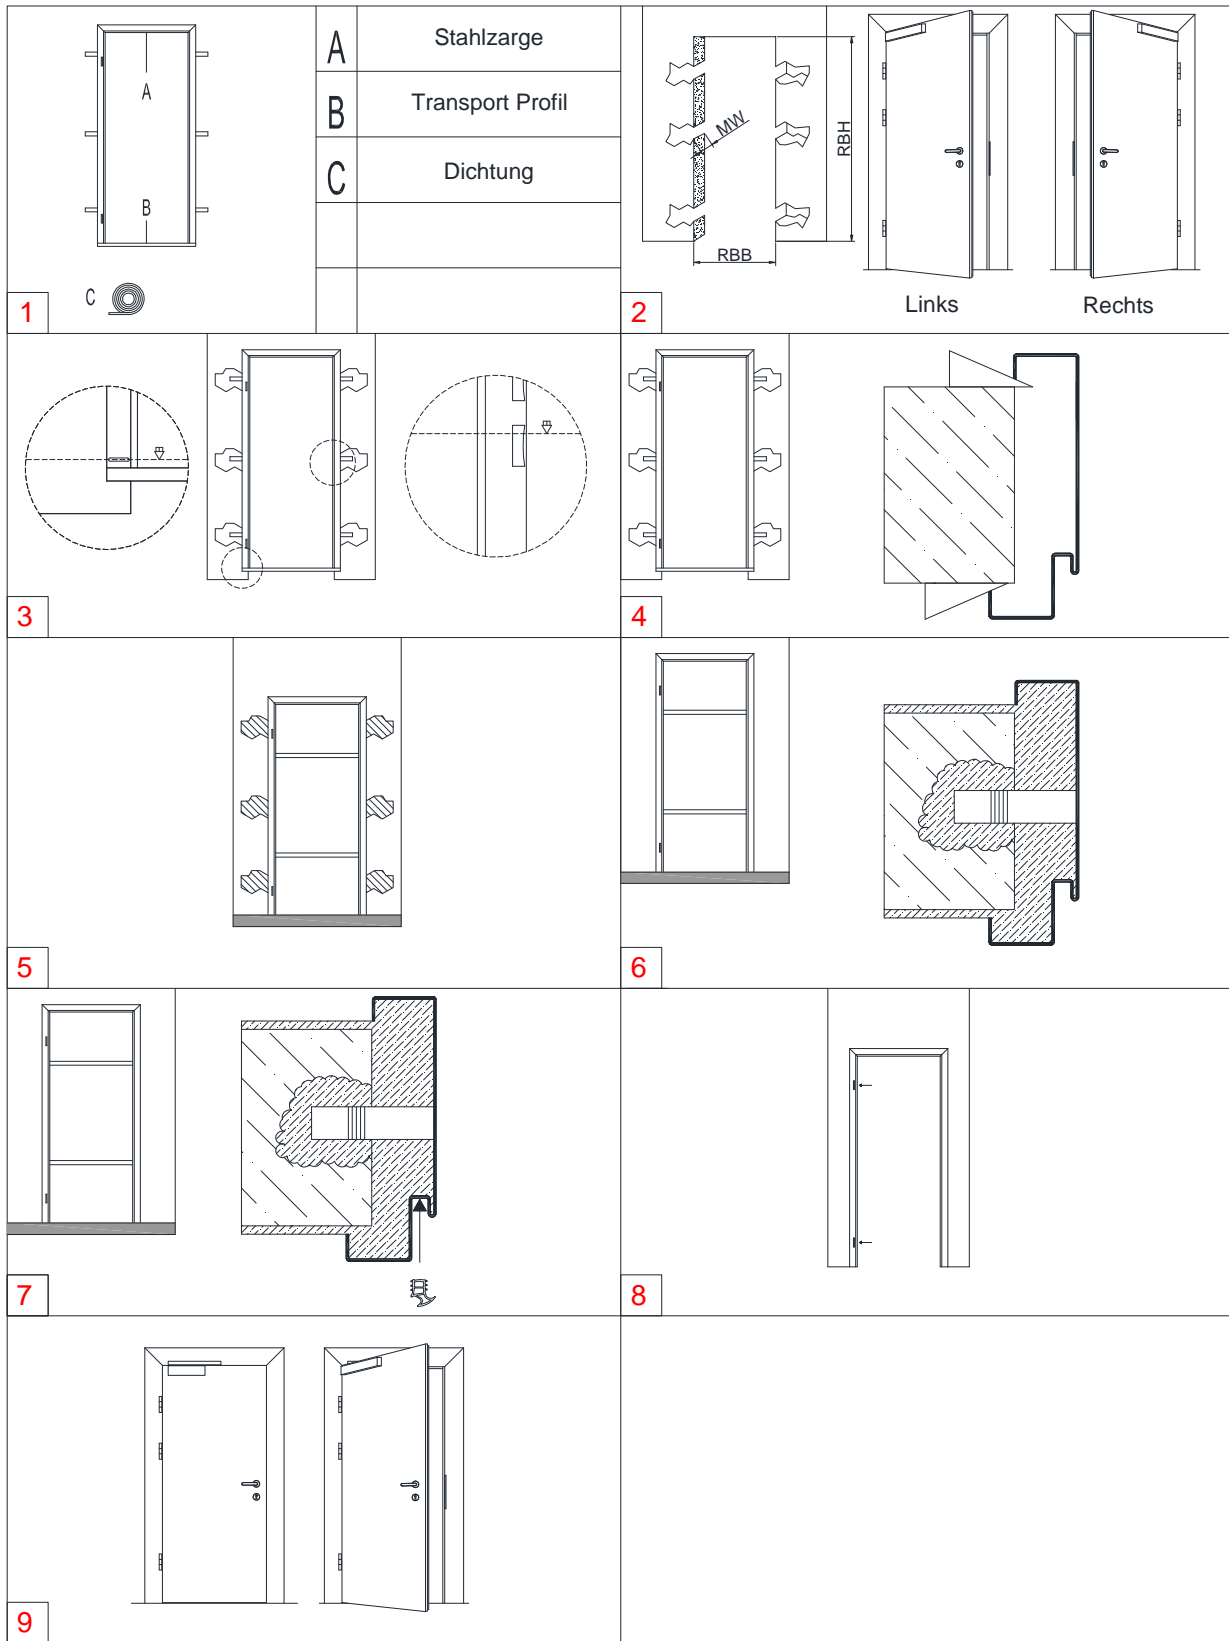 A
B
C
A Stahlzarge
B Transport Profil
C Dichtung
1
MW
RBH
RBB
Links
Rechts
2
3
4
5
6
7
8
9